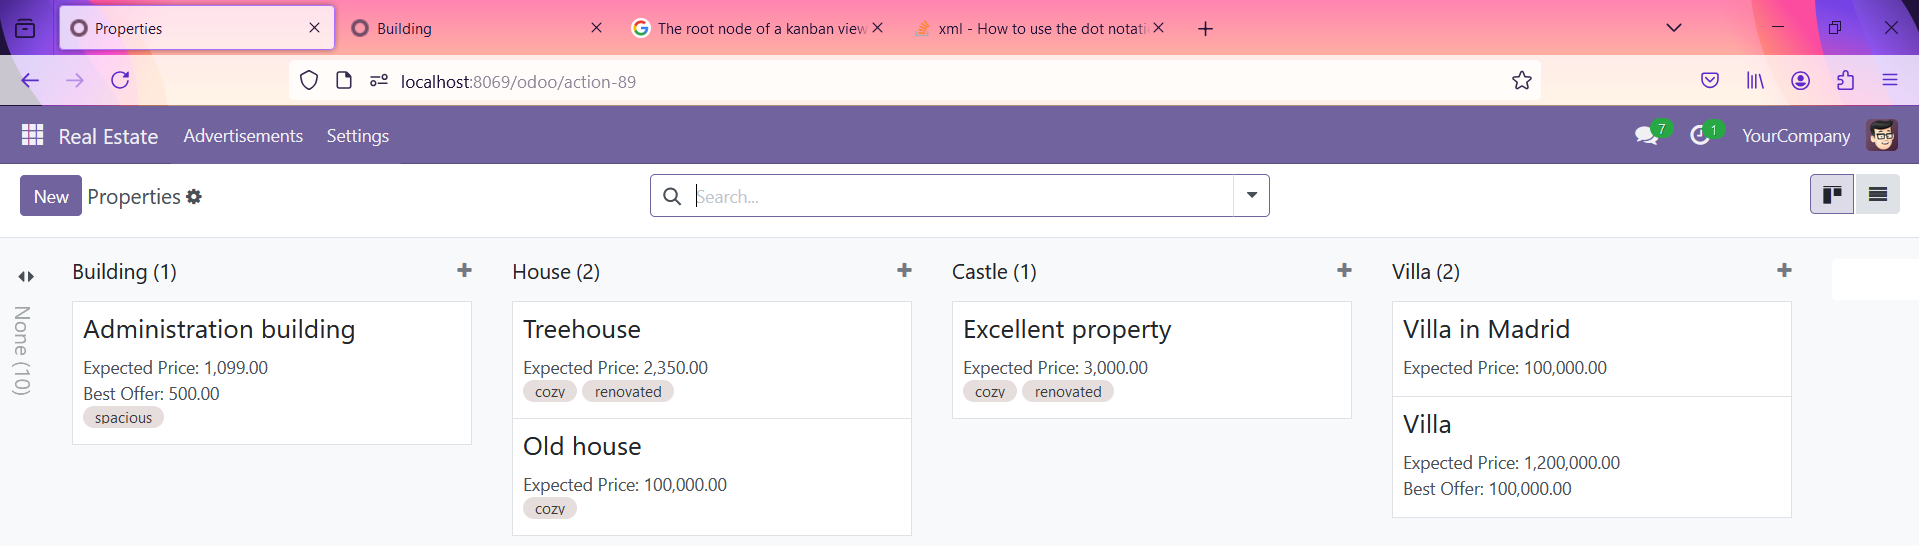 Properties
Building
The root node of a kanban view
xml - How to use the dot notati
localhost:8069/odoo/action-89
Real Estate Advertisements Settings
7
1
YourCompany
New Properties
Search...
None (10)
Building (1)
Administration building
Expected Price: 1,099.00
Best Offer: 500.00
spacious
House (2)
Treehouse
Expected Price: 2,350.00
cozy renovated
Old house
Expected Price: 100,000.00
cozy
Castle (1)
Excellent property
Expected Price: 3,000.00
cozy renovated
Villa (2)
Villa in Madrid
Expected Price: 100,000.00
Villa
Expected Price: 1,200,000.00
Best Offer: 100,000.00